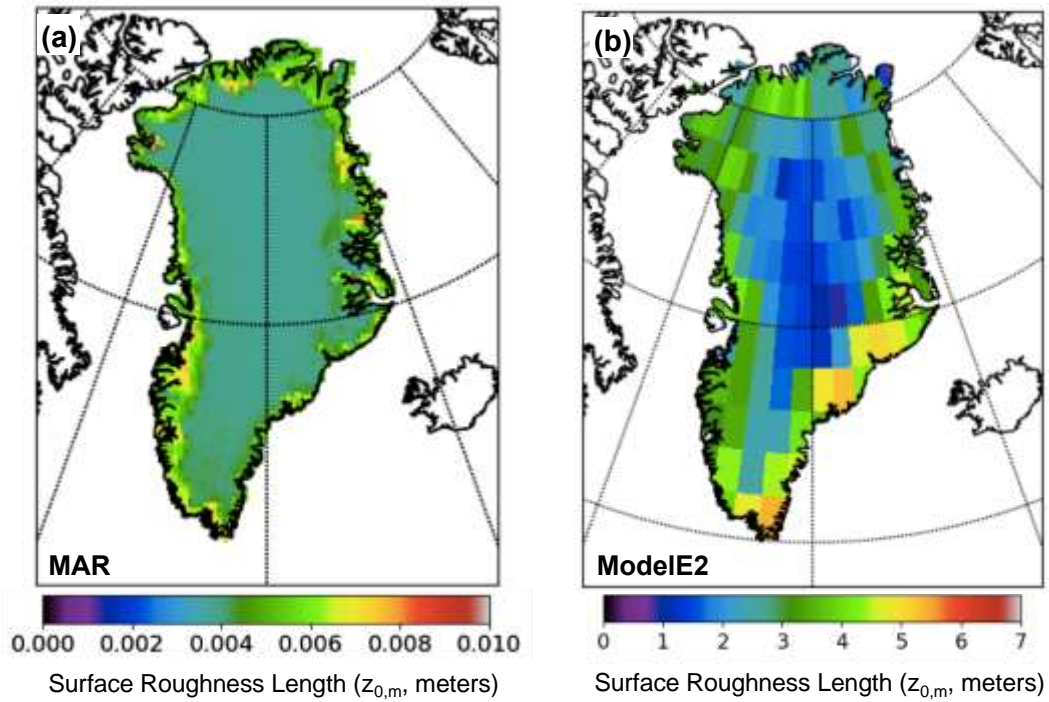 (a)
(b)
MAR
ModelE2
0.000 0.002 0.004 0.006 0.008 0.010
0 1 2 3 4 5 6 7
Surface Roughness Length (z0,m, meters)
Surface Roughness Length (z0,m, meters)